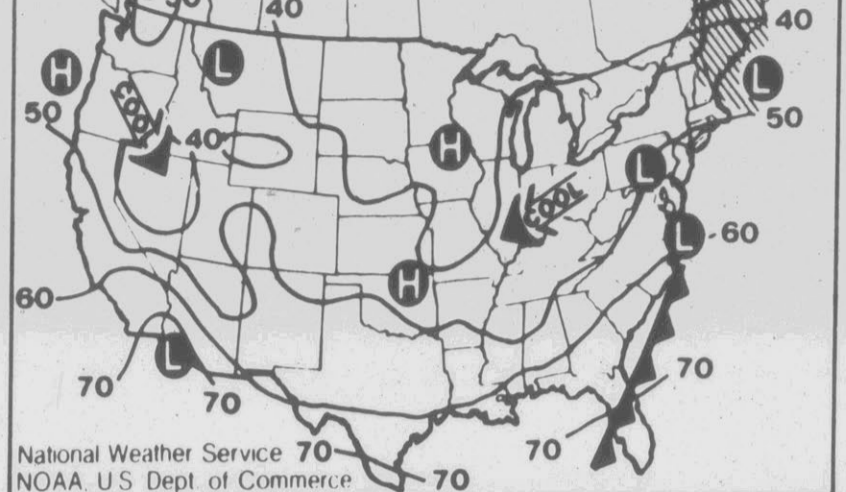 40
40
H
L
L
50
COOL
50
40
H
L
COOL
L
60
H
60
L
70
70
70
70
70
70
National Weather Service
NOAA, U S Dept. of Commerce